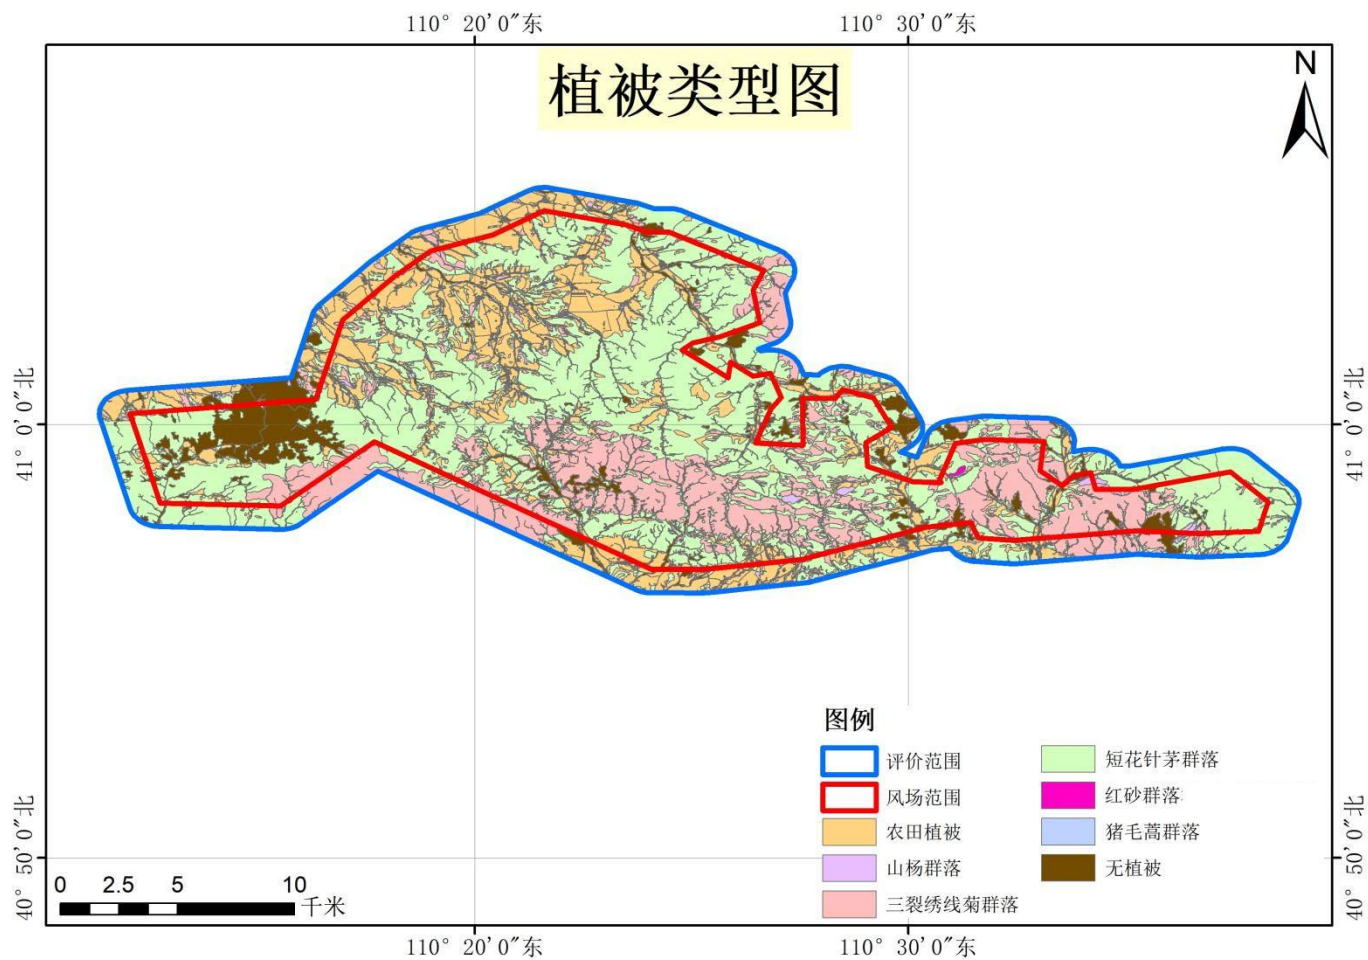 110° 20′0″东
110° 30′0″东
植被类型图
N
41° 0′0″北
41° 0′0″北
图例
评价范围
短花针茅群落
风场范围
红砂群落
农田植被
猪毛蒿群落
山杨群落
无植被
三裂绣线菊群落
40° 50′0″北
40° 50′0″北
0 2.5 5 10
千米
110° 20′0″东
110° 30′0″东